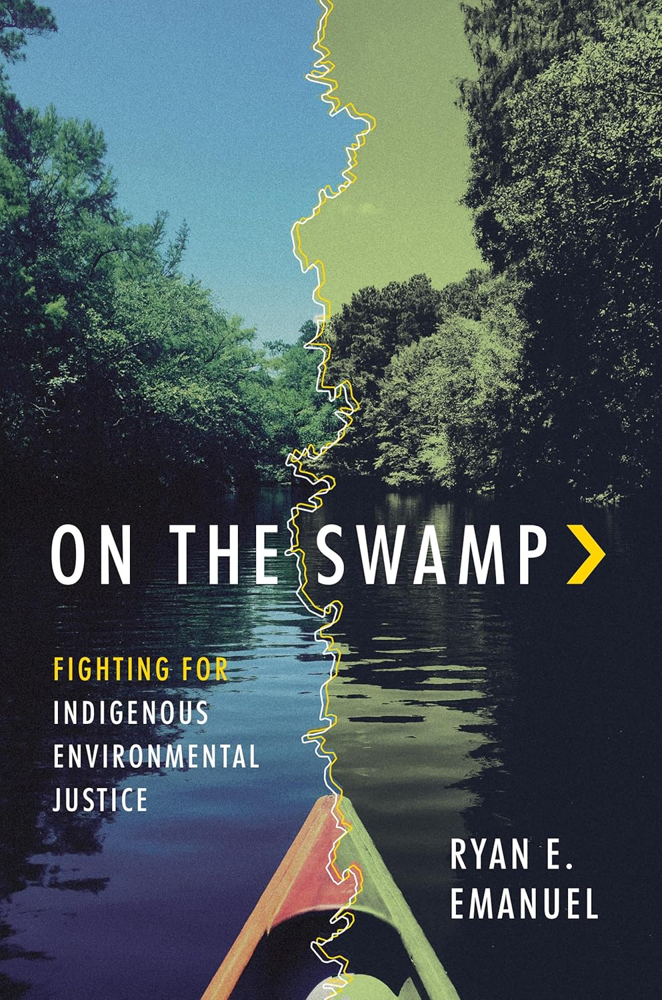 ON THE SWAMP
FIGHTING FOR
INDIGENOUS
ENVIRONMENTAL
JUSTICE
RYAN E.
EMANUEL